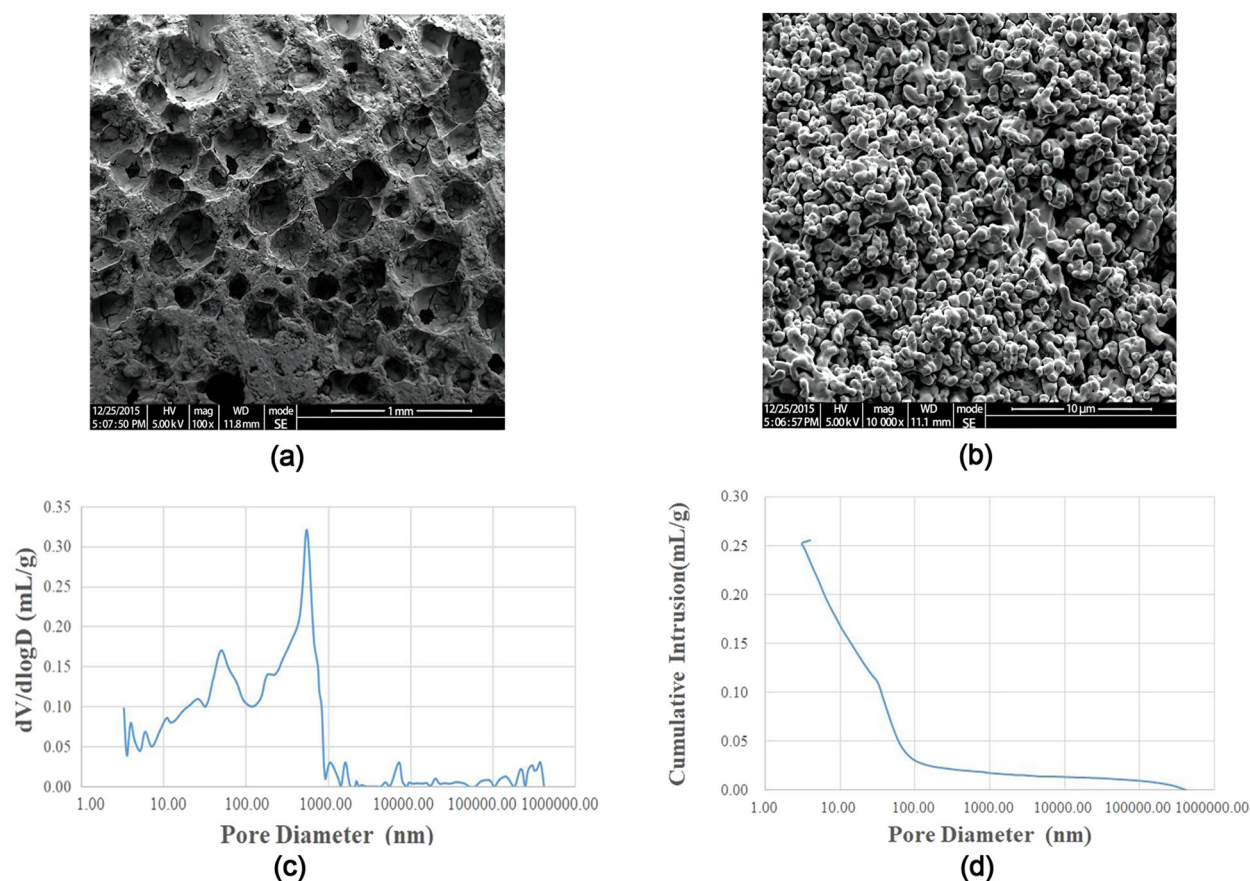 12/25/2015 HV mag WD mode 1 mm
5:07:50 PM 5.00 kV 100x 11.8 mm SE
(a)
12/25/2015 HV mag WD mode 10 µm
5:06:57 PM 5.00 kV 10 000x 11.1 mm SE
(b)
dV/dlogD (mL/g)
0.35
0.30
0.25
0.20
0.15
0.10
0.05
0.00
1.00 10.00 100.00 1000.00 10000.00 100000.00 1000000.00
Pore Diameter (nm)
(c)
Cumulative Intrusion(mL/g)
0.30
0.25
0.20
0.15
0.10
0.05
0.00
1.00 10.00 100.00 1000.00 10000.00 100000.00 1000000.00
Pore Diameter (nm)
(d)